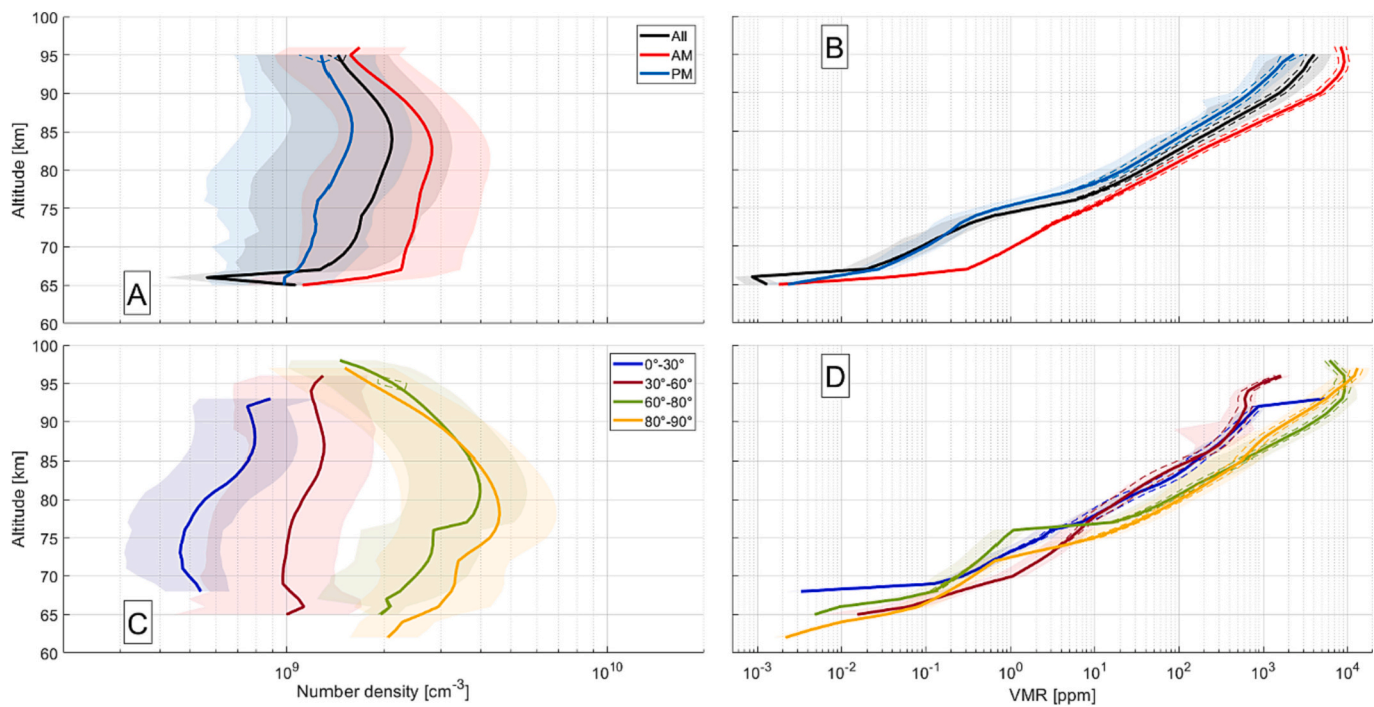 100
95
90
85
80
75
70
65
60
Altitude [km]
A
All
AM
PM
B
100
95
90
85
80
75
70
65
60
Altitude [km]
C
0°-30°
30°-60°
60°-80°
80°-90°
D
10⁹
10¹⁰
Number density [cm⁻³]
10⁻³
10⁻²
10⁻¹
10⁰
10¹
10²
10³
10⁴
VMR [ppm]